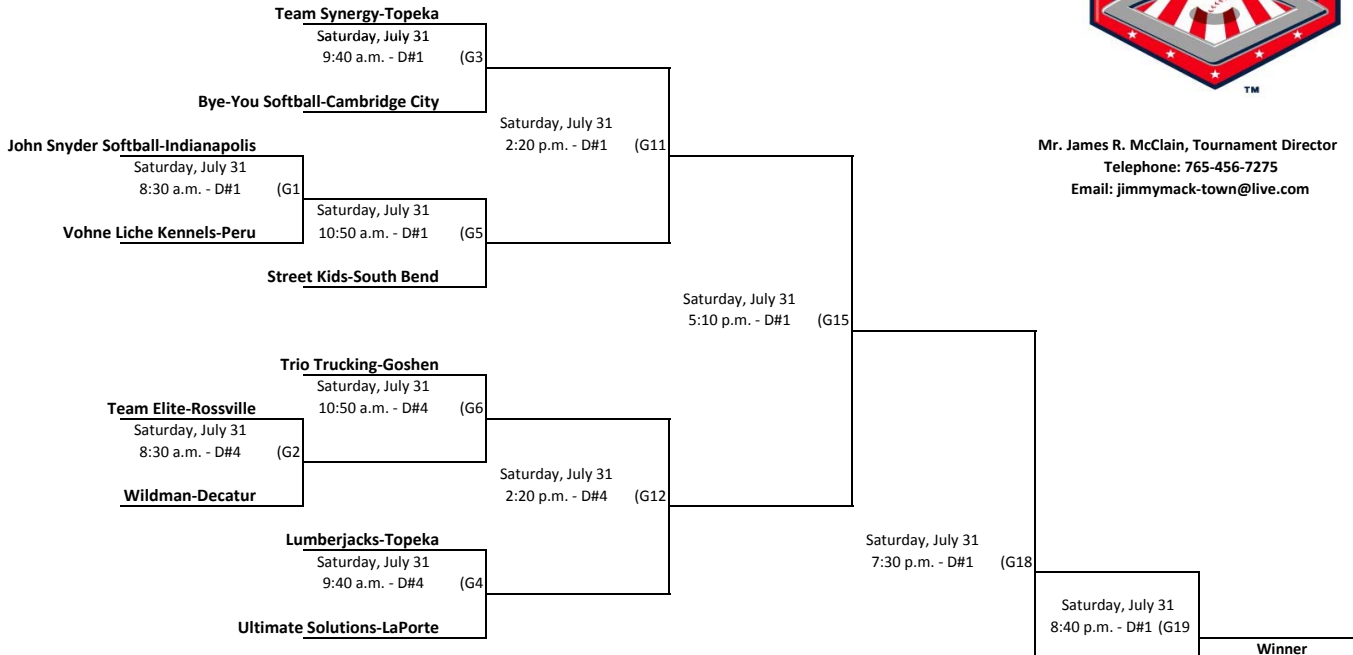 Team Synergy-Topeka
Saturday, July 31
9:40 a.m. - D#1 (G3
Bye-You Softball-Cambridge City
Saturday, July 31
2:20 p.m. - D#1 (G11
John Snyder Softball-Indianapolis
Saturday, July 31
8:30 a.m. - D#1 (G1
Vohne Liche Kennels-Peru
Saturday, July 31
10:50 a.m. - D#1 (G5
Street Kids-South Bend
TM
Mr. James R. McClain, Tournament Director
Telephone: 765-456-7275
Email: jimmymack-town@live.com
Saturday, July 31
5:10 p.m. - D#1 (G15
Trio Trucking-Goshen
Saturday, July 31
10:50 a.m. - D#4 (G6
Team Elite-Rossville
Saturday, July 31
8:30 a.m. - D#4 (G2
Wildman-Decatur
Saturday, July 31
2:20 p.m. - D#4 (G12
Lumberjacks-Topeka
Saturday, July 31
9:40 a.m. - D#4 (G4
Ultimate Solutions-LaPorte
Saturday, July 31
7:30 p.m. - D#1 (G18
Saturday, July 31
8:40 p.m. - D#1 (G19
Winner